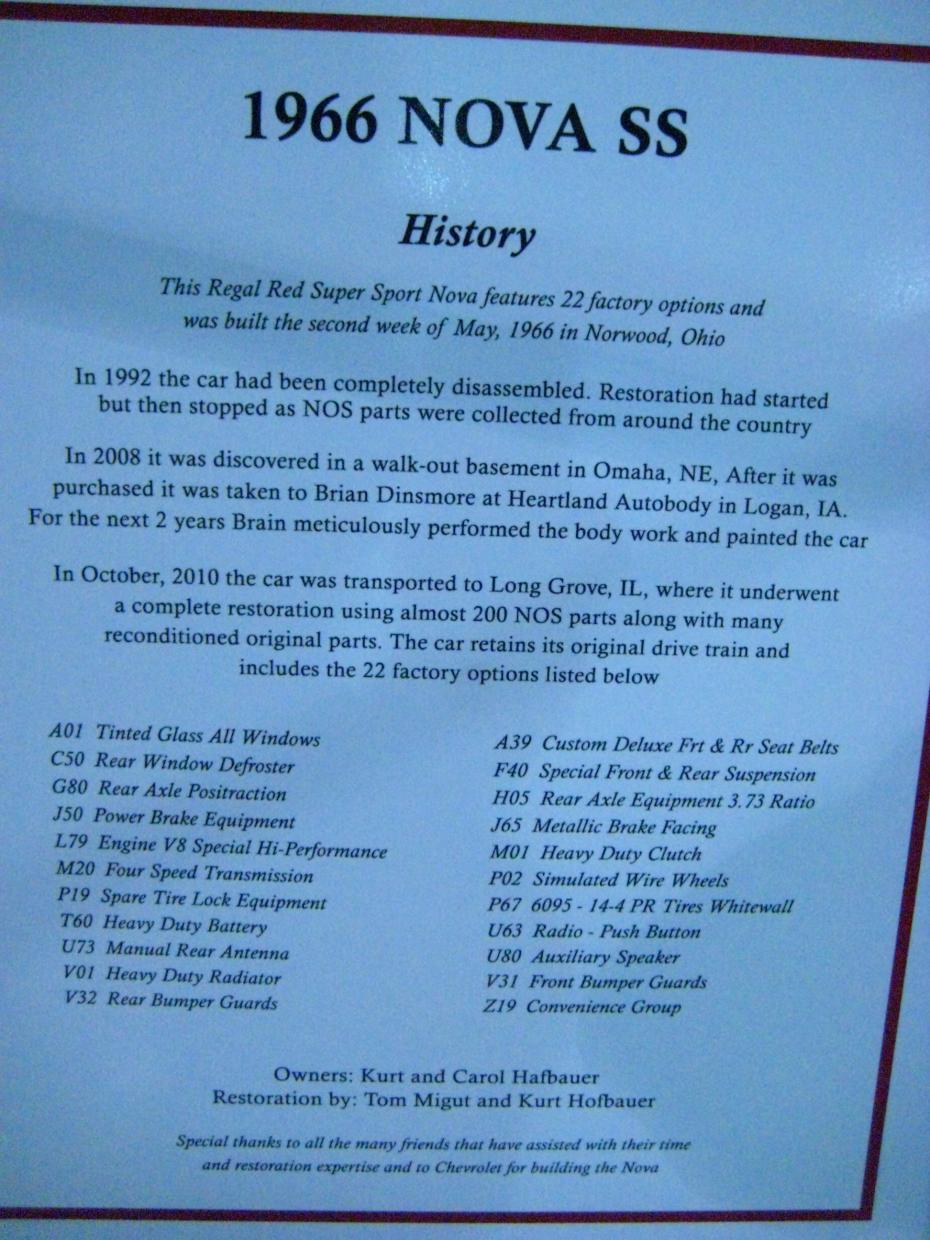 1966 NOVA SS
History
This Regal Red Super Sport Nova features 22 factory options and
was built the second week of May, 1966 in Norwood, Ohio
In 1992 the car had been completely disassembled. Restoration had started
but then stopped as NOS parts were collected from around the country
In 2008 it was discovered in a walk-out basement in Omaha, NE, After it was
purchased it was taken to Brian Dinsmore at Heartland Autobody in Logan, IA.
For the next 2 years Brain meticulously performed the body work and painted the car
In October, 2010 the car was transported to Long Grove, IL, where it underwent
a complete restoration using almost 200 NOS parts along with many
reconditioned original parts. The car retains its original drive train and
includes the 22 factory options listed below
A01 Tinted Glass All Windows
C50 Rear Window Defroster
G80 Rear Axle Positraction
J50 Power Brake Equipment
L79 Engine V8 Special Hi-Performance
M20 Four Speed Transmission
P19 Spare Tire Lock Equipment
T60 Heavy Duty Battery
U73 Manual Rear Antenna
V01 Heavy Duty Radiator
V32 Rear Bumper Guards
A39 Custom Deluxe Frt & Rr Seat Belts
F40 Special Front & Rear Suspension
H05 Rear Axle Equipment 3.73 Ratio
J65 Metallic Brake Facing
M01 Heavy Duty Clutch
P02 Simulated Wire Wheels
P67 6095 - 14-4 PR Tires Whitewall
U63 Radio - Push Button
U80 Auxiliary Speaker
V31 Front Bumper Guards
Z19 Convenience Group
Owners: Kurt and Carol Hafbauer
Restoration by: Tom Migut and Kurt Hofbauer
Special thanks to all the many friends that have assisted with their time
and restoration expertise and to Chevrolet for building the Nova